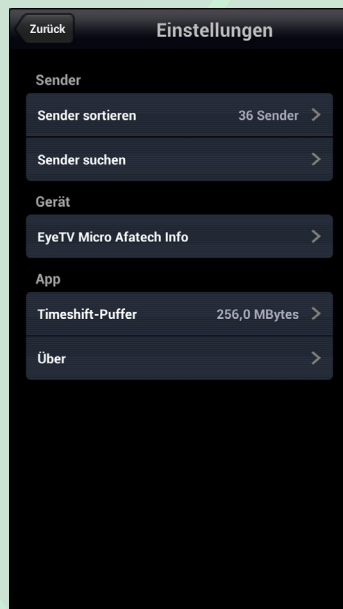 Zurück
Einstellungen
Sender
Sender sortieren 36 Sender
Sender suchen
Gerät
EyeTV Micro Afatech Info
App
Timeshift-Puffer 256,0 MBytes
Über